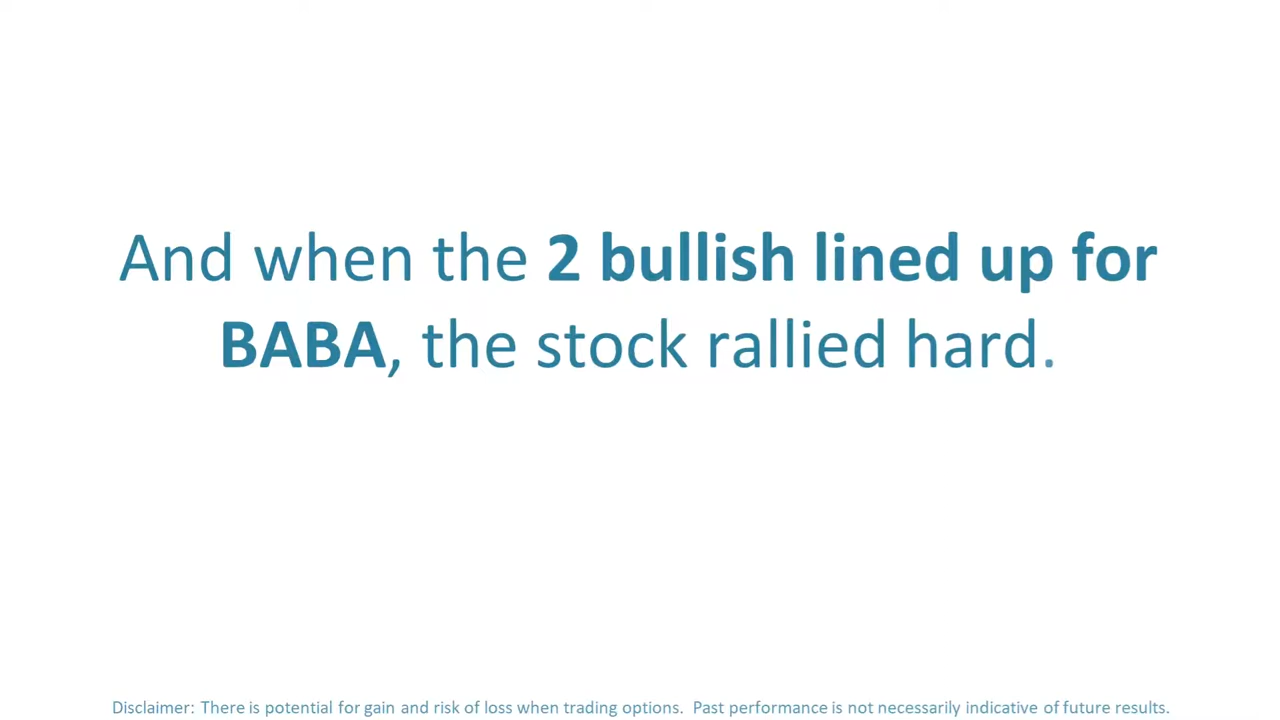 And when the 2 bullish lined up for
BABA, the stock rallied hard.
Disclaimer: There is potential for gain and risk of loss when trading options.  Past performance is not necessarily indicative of future results.